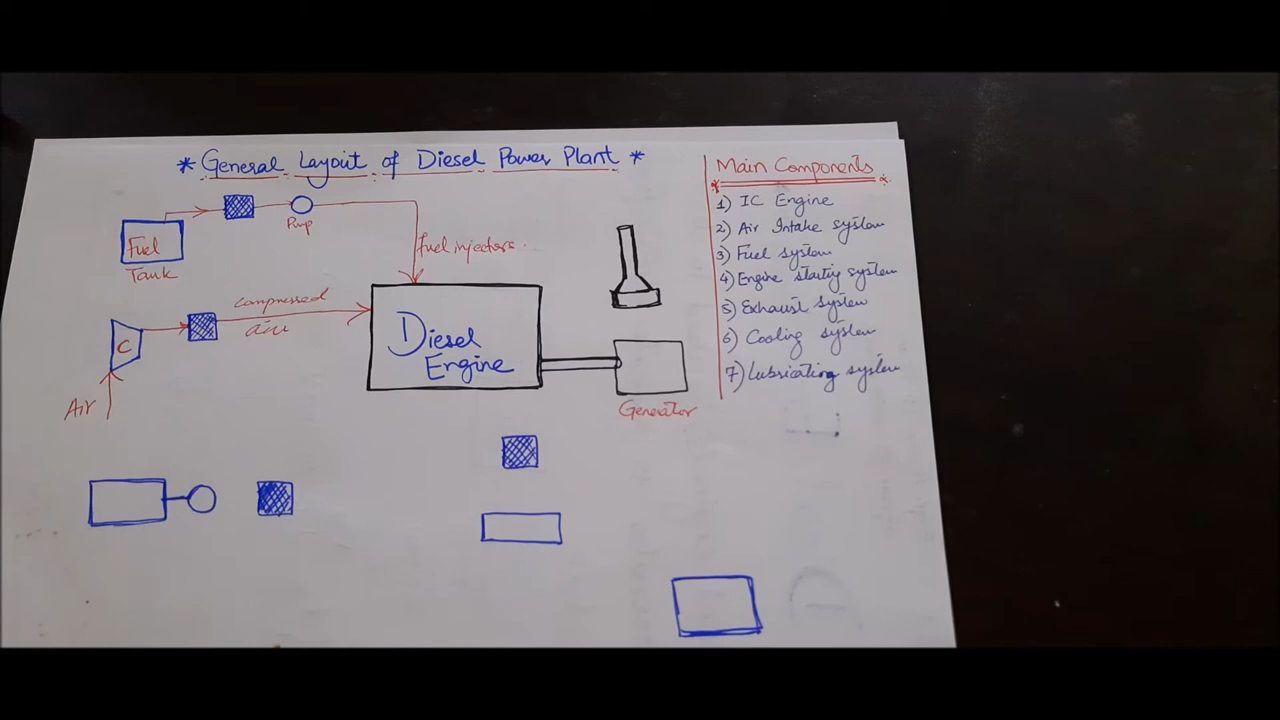 * General Layout of Diesel Power Plant *
Fuel
Tank
Pump
Fuel injectors.
compressed
air
C
Air
Diesel
Engine
Generator
Main Components
1) IC Engine
2) Air Intake system
3) Fuel system
4) Engine starting system
5) Exhaust system
6) Cooling system
7) Lubricating system